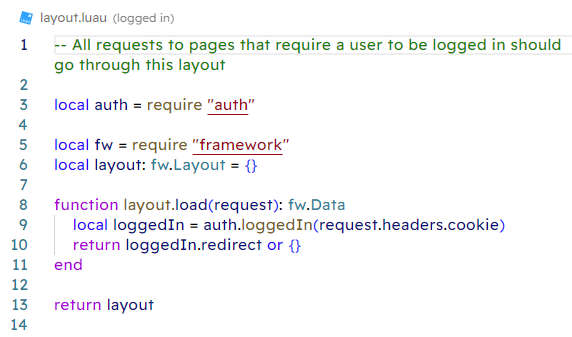 layout.luau (logged in)
1 -- All requests to pages that require a user to be logged in should
go through this layout
2
3 local auth = require "auth"
4
5 local fw = require "framework"
6 local layout: fw.Layout = {}
7
8 function layout.load(request): fw.Data
9 local loggedIn = auth.loggedIn(request.headers.cookie)
10 return loggedIn.redirect or {}
11 end
12
13 return layout
14